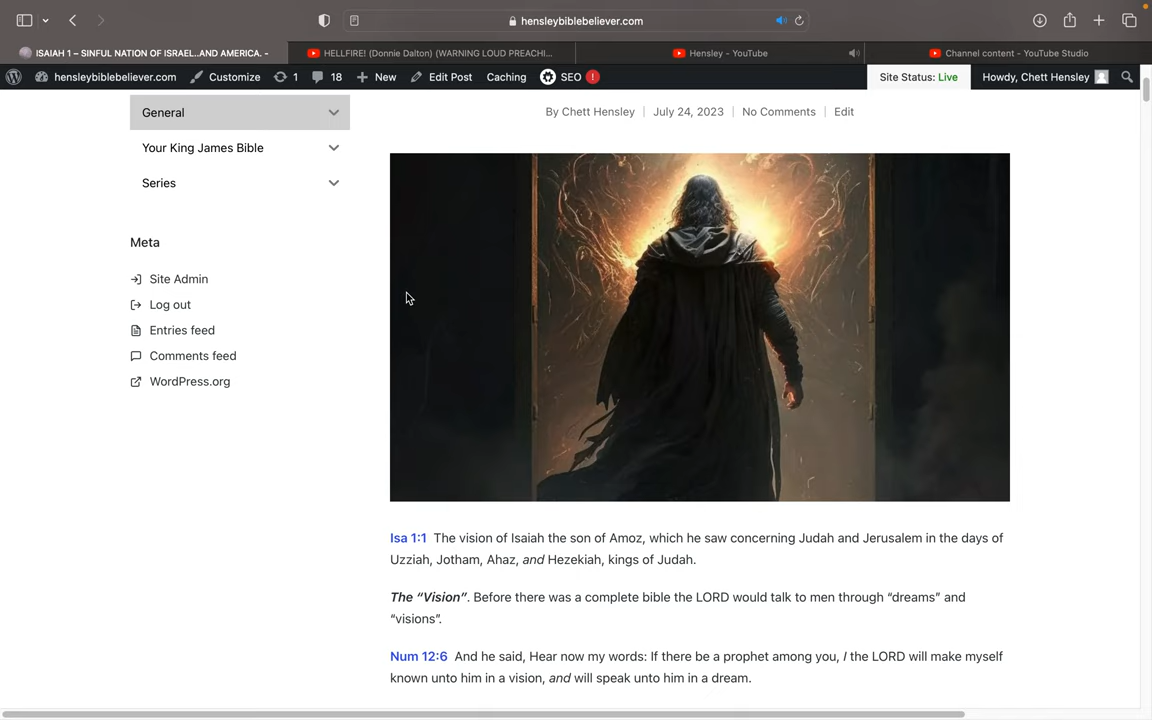 hensleybiblebeliever.com
ISAIAH 1 – SINFUL NATION OF ISRAEL..AND AMERICA. -
HELLFIRE! (Donnie Dalton) (WARNING LOUD PREACHI...
Hensley - YouTube
Channel content - YouTube Studio
hensleybiblebeliever.com
Customize
1
18
New
Edit Post
Caching
SEO !
Site Status: Live
Howdy, Chett Hensley
General
Your King James Bible
Series
Meta
Site Admin
Log out
Entries feed
Comments feed
WordPress.org
By Chett Hensley | July 24, 2023 | No Comments | Edit
Isa 1:1 The vision of Isaiah the son of Amoz, which he saw concerning Judah and Jerusalem in the days of
Uzziah, Jotham, Ahaz, and Hezekiah, kings of Judah.
The “Vision”. Before there was a complete bible the LORD would talk to men through “dreams” and
“visions”.
Num 12:6 And he said, Hear now my words: If there be a prophet among you, I the LORD will make myself
known unto him in a vision, and will speak unto him in a dream.